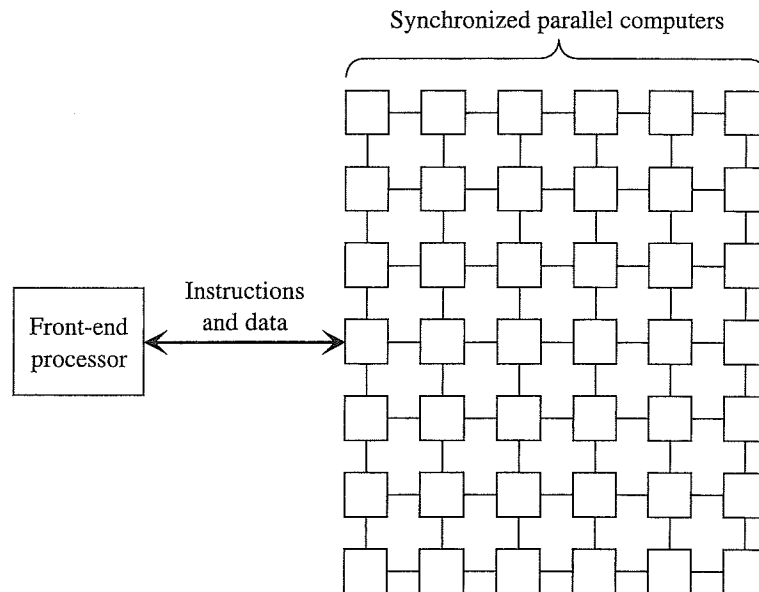 Synchronized parallel computers
Instructions
and data
Front-end
processor